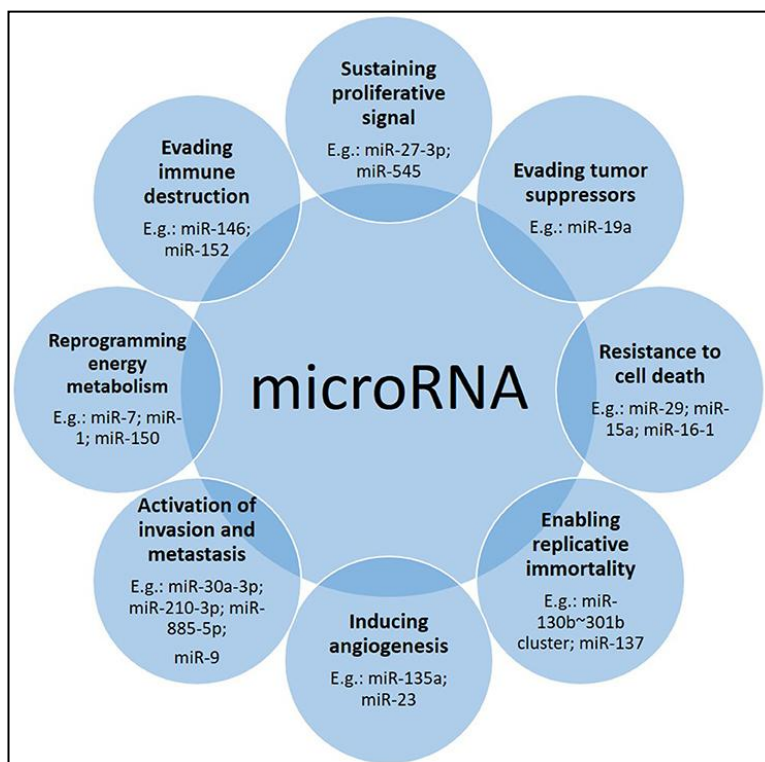 Sustaining
proliferative
signal
E.g.: miR-27-3p;
miR-545
Evading tumor
suppressors
E.g.: miR-19a
Resistance to
cell death
E.g.: miR-29; miR-
15a; miR-16-1
Enabling
replicative
immortality
E.g.: miR-
130b~301b
cluster; miR-137
Inducing
angiogenesis
E.g.: miR-135a;
miR-23
Activation of
invasion and
metastasis
E.g.: miR-30a-3p;
miR-210-3p; miR-
885-5p;
miR-9
Reprogramming
energy
metabolism
E.g.: miR-7; miR-
1; miR-150
Evading
immune
destruction
E.g.: miR-146;
miR-152
microRNA